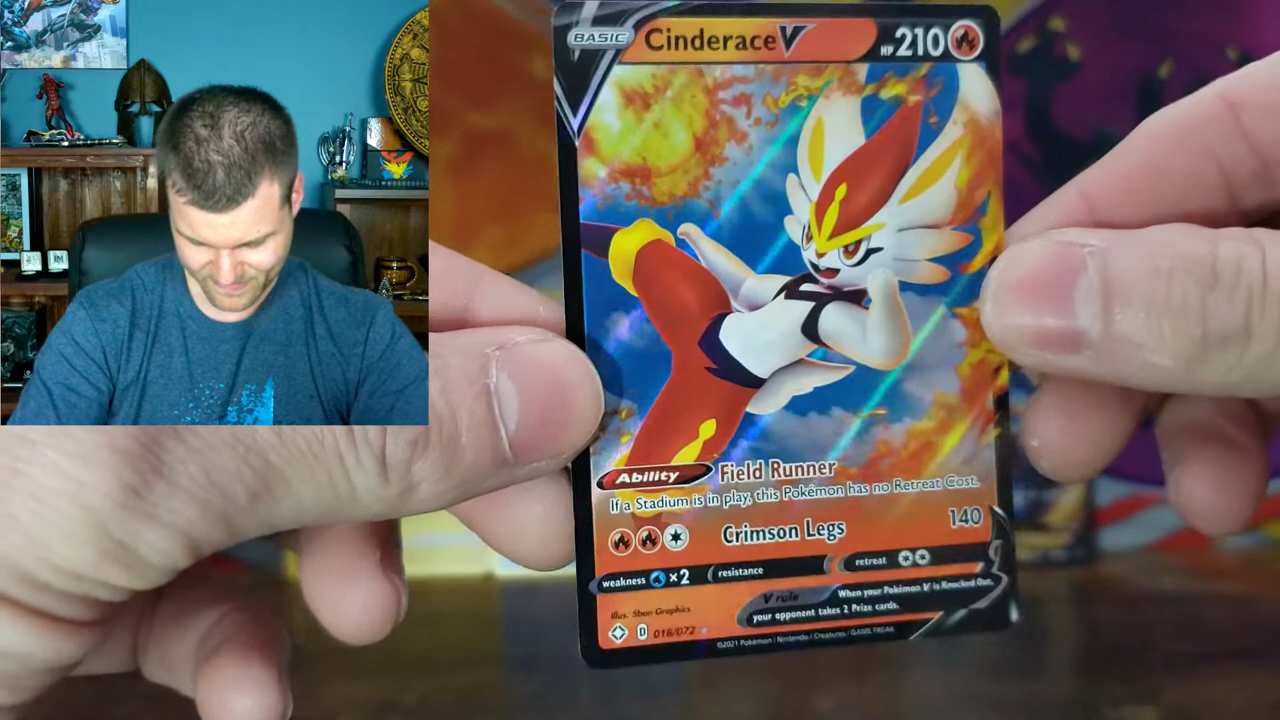 BASIC Cinderace V HP 210
Ability Field Runner
If a Stadium is in play, this Pokémon has no Retreat Cost.
Crimson Legs 140
weakness ×2 resistance retreat
V rule When your Pokémon V is Knocked Out,
your opponent takes 2 Prize cards.
Illus. 5ban Graphics
D 018/072
©2021 Pokémon / Nintendo / Creatures / GAME FREAK